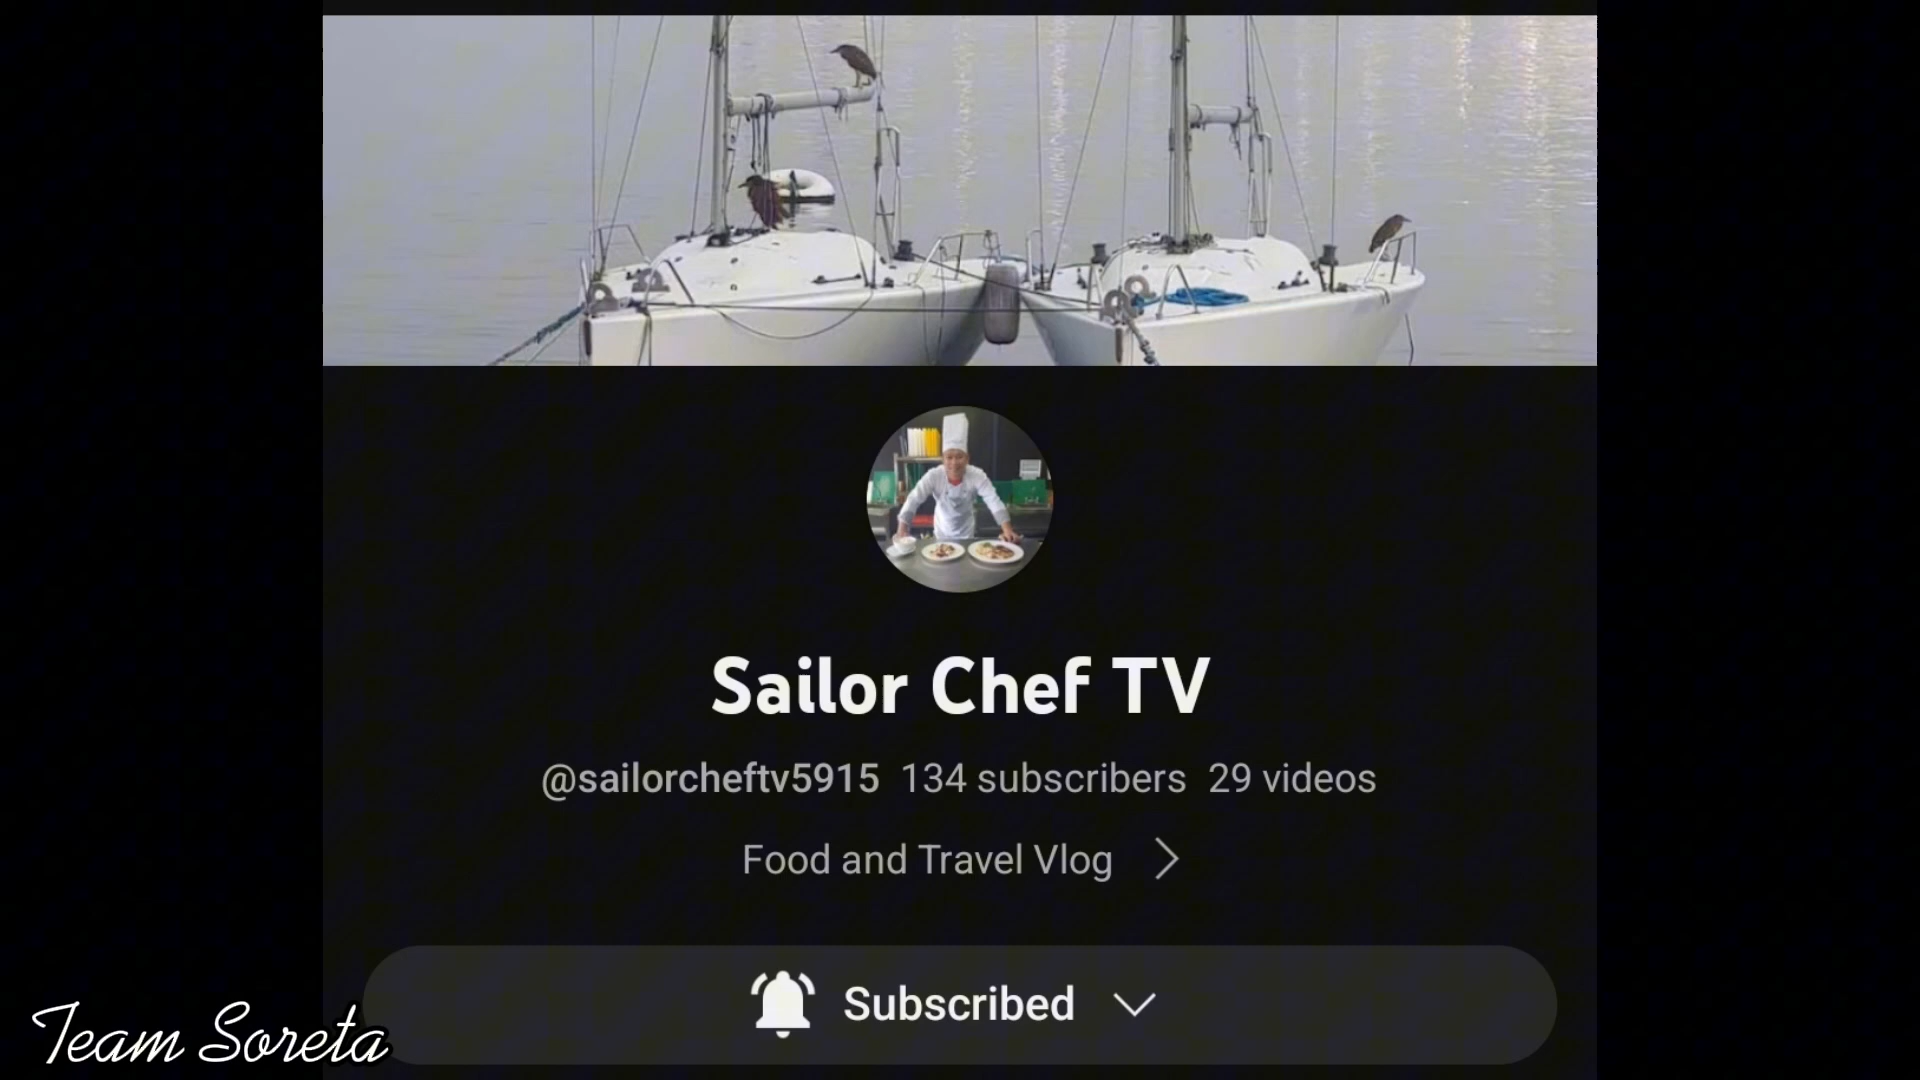 Sailor Chef TV
@sailorcheftv5915 134 subscribers 29 videos
Food and Travel Vlog
Subscribed
Team Soreta